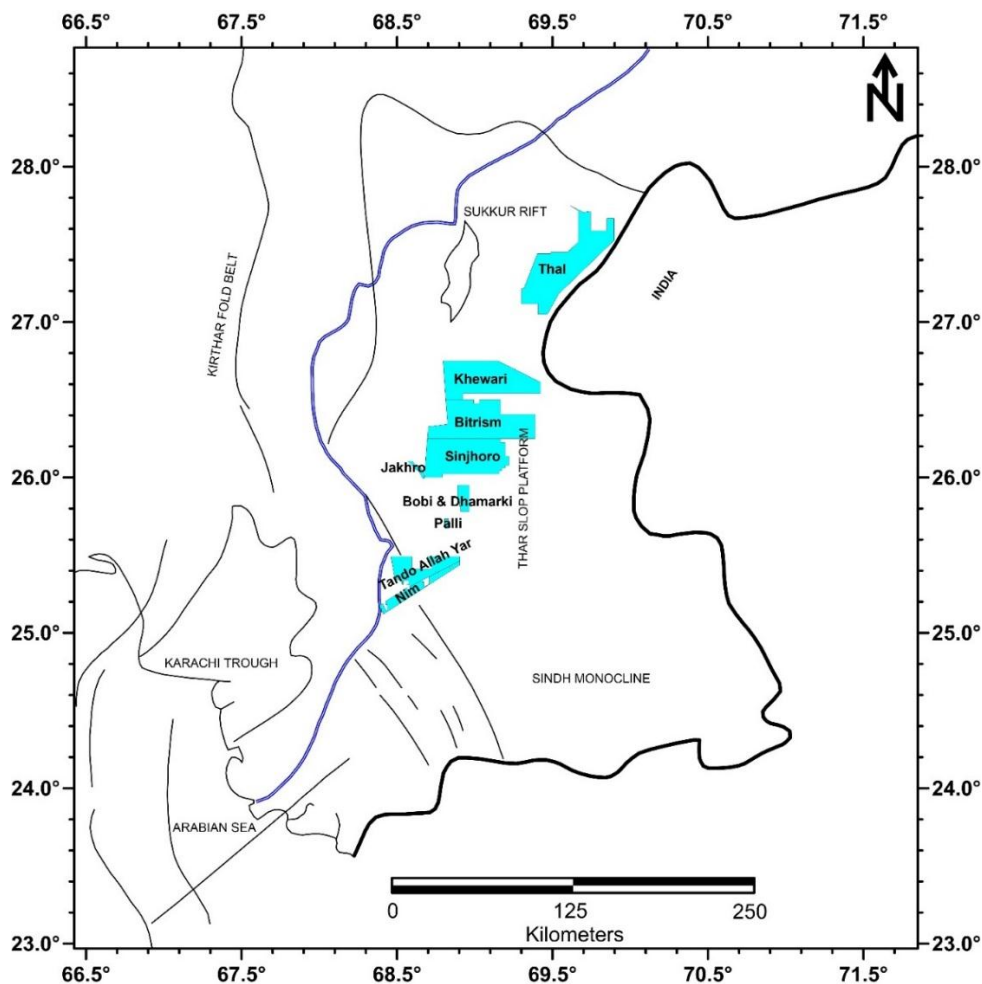 66.5° 67.5° 68.5° 69.5° 70.5° 71.5°
N
28.0° 28.0°
SUKKUR RIFT
Thal
INDIA
KIRTHAR FOLD BELT
27.0° 27.0°
Khewari
Bitrism
Sinjhoro
Jakhro
26.0° 26.0°
THAR SLOP PLATFORM
Bobi & Dhamarki
Palli
Tando Allah Yar
Nim
25.0° 25.0°
KARACHI TROUGH
SINDH MONOCLINE
24.0° 24.0°
ARABIAN SEA
0 125 250
Kilometers
23.0° 23.0°
66.5° 67.5° 68.5° 69.5° 70.5° 71.5°